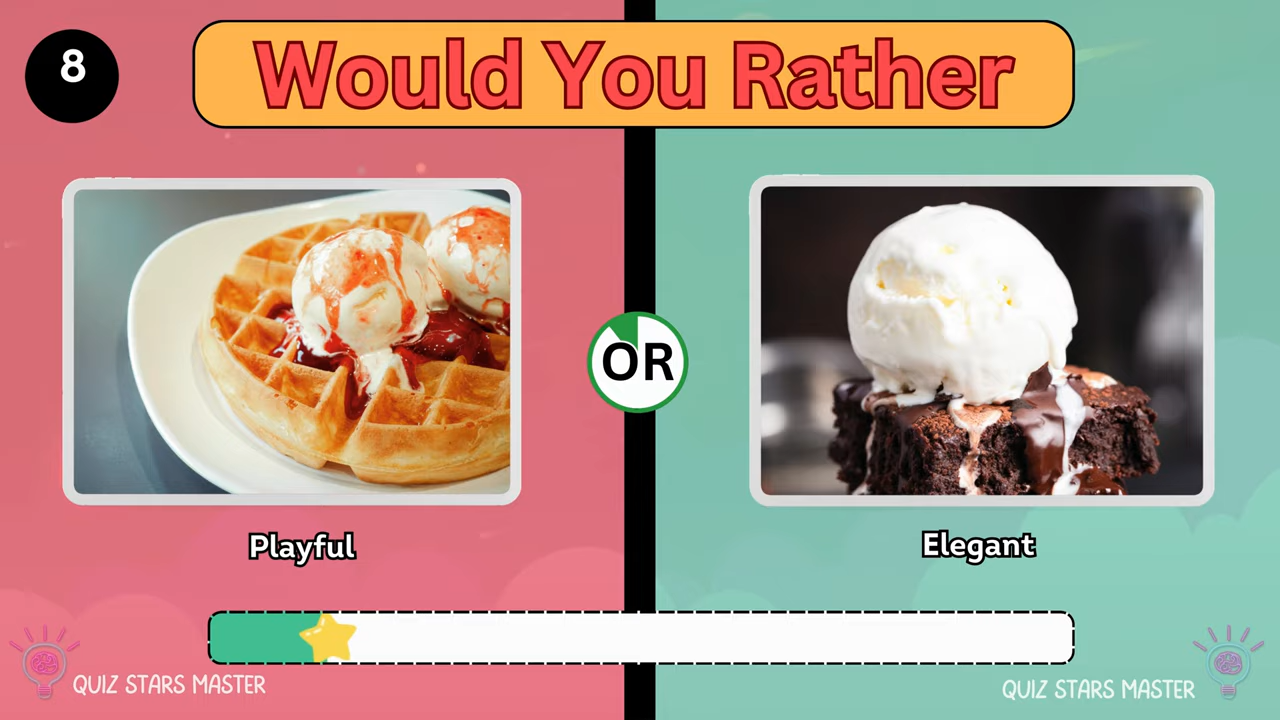 8
Would You Rather
OR
Playful
Elegant
QUIZ STARS MASTER
QUIZ STARS MASTER